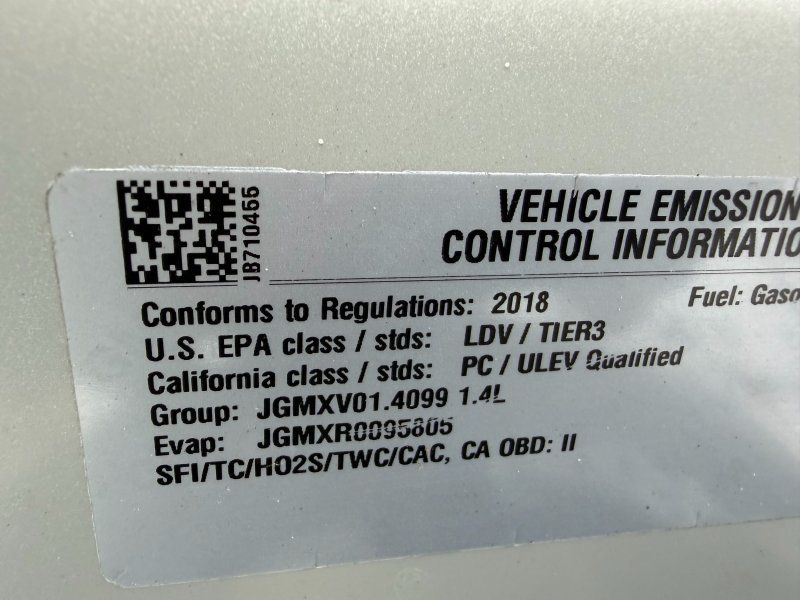 JB710466
VEHICLE EMISSION
CONTROL INFORMATIO
Conforms to Regulations: 2018
Fuel: Gaso
U.S. EPA class / stds: LDV / TIER3
California class / stds: PC / ULEV Qualified
Group: JGMXV01.4099 1.4L
Evap: JGMXR0095805
SFI/TC/HO2S/TWC/CAC, CA OBD: II